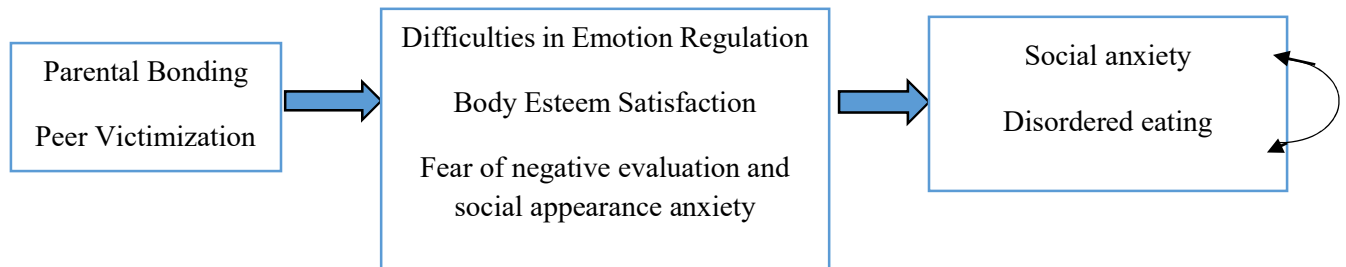 Parental Bonding
Peer Victimization
Difficulties in Emotion Regulation
Body Esteem Satisfaction
Fear of negative evaluation and
social appearance anxiety
Social anxiety
Disordered eating